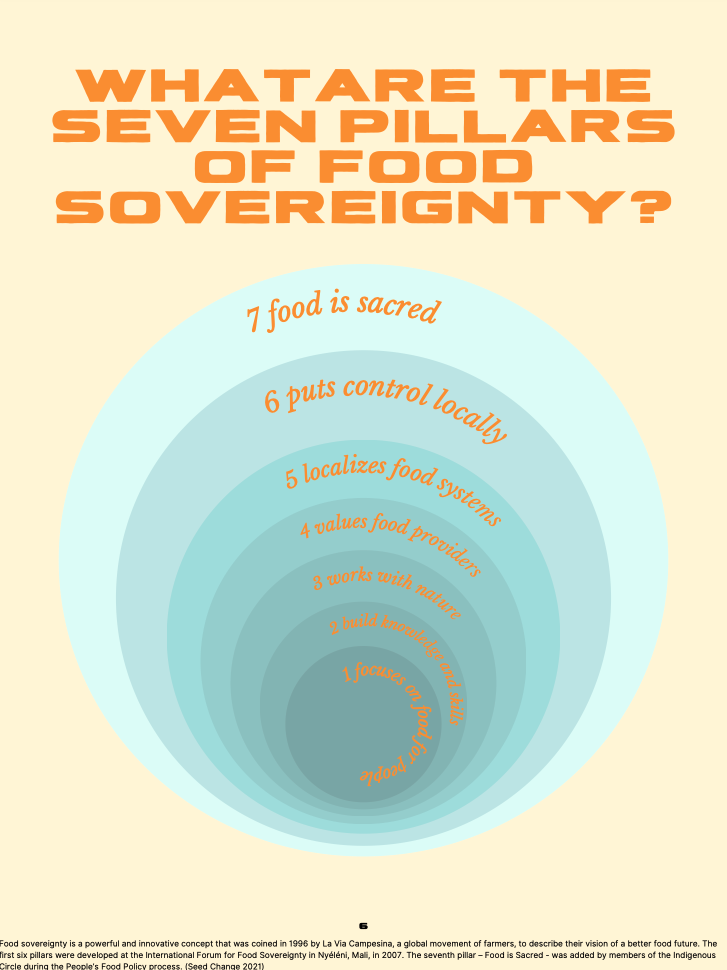 WHAT ARE THE
SEVEN PILLARS
OF FOOD
SOVEREIGNTY?
7 food is sacred
6 puts control locally
5 localizes food systems
4 values food providers
3 works with nature
2 build knowledge and skills
1 focuses on food for people
6
Food sovereignty is a powerful and innovative concept that was coined in 1996 by La Via Campesina, a global movement of farmers, to describe their vision of a better food future. The
first six pillars were developed at the International Forum for Food Sovereignty in Nyéléni, Mali, in 2007. The seventh pillar – Food is Sacred - was added by members of the Indigenous
Circle during the People's Food Policy process. (Seed Change 2021)